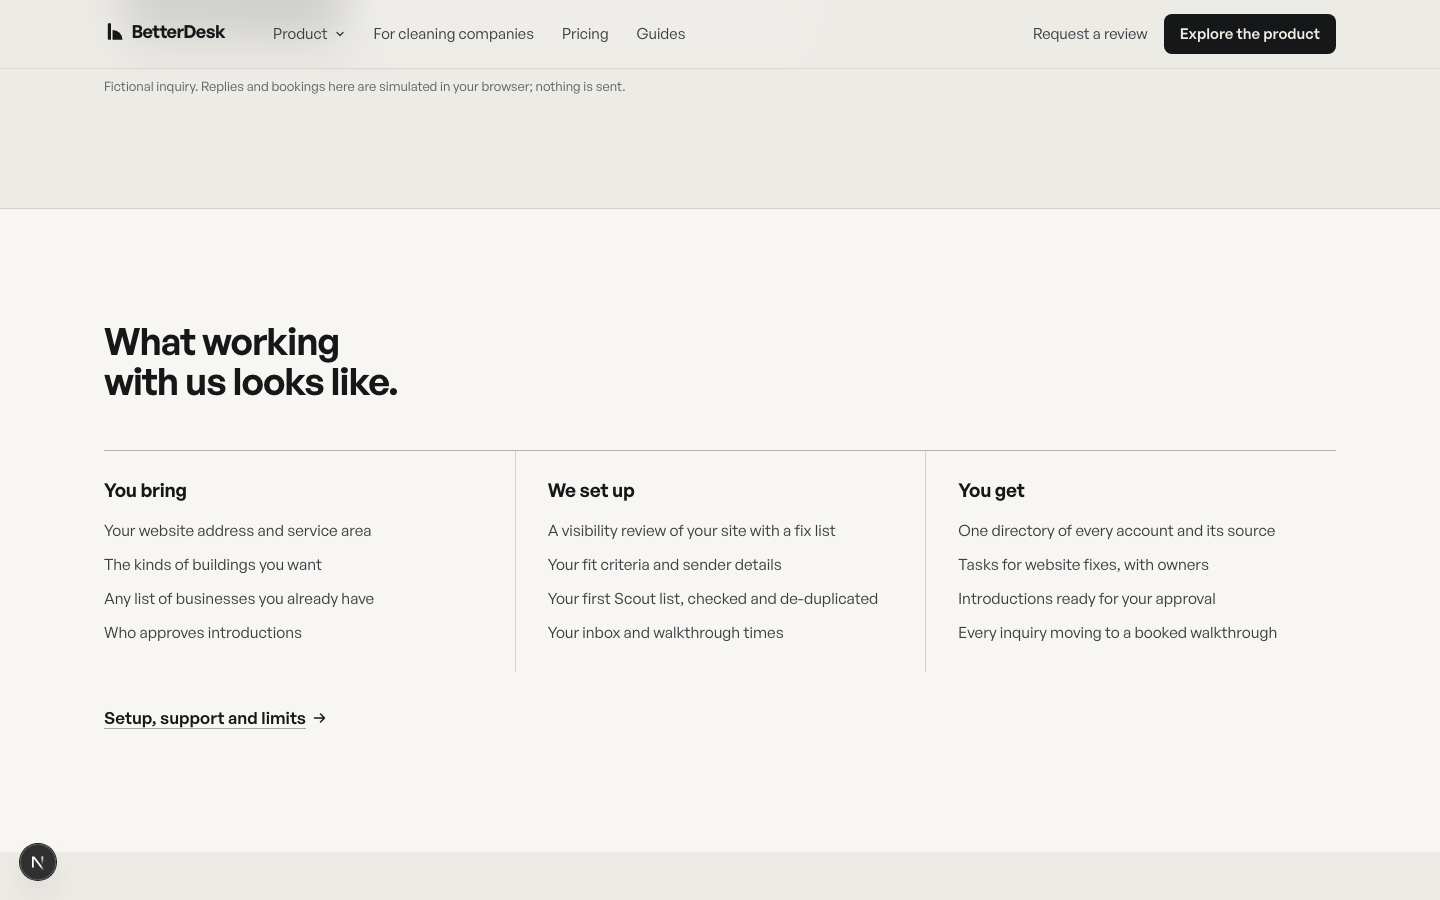 BetterDesk
Product
For cleaning companies
Pricing
Guides
Request a review
Explore the product
Fictional inquiry. Replies and bookings here are simulated in your browser; nothing is sent.
What working
with us looks like.
You bring
Your website address and service area
The kinds of buildings you want
Any list of businesses you already have
Who approves introductions
We set up
A visibility review of your site with a fix list
Your fit criteria and sender details
Your first Scout list, checked and de-duplicated
Your inbox and walkthrough times
You get
One directory of every account and its source
Tasks for website fixes, with owners
Introductions ready for your approval
Every inquiry moving to a booked walkthrough
Setup, support and limits →
N